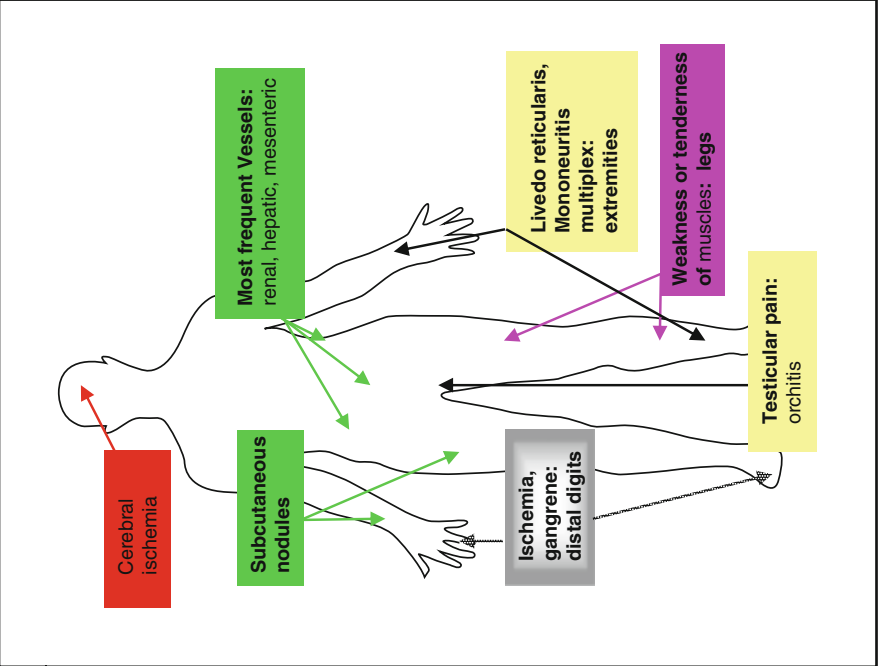 Cerebral
ischemia
Most frequent Vessels:
renal, hepatic, mesenteric
Subcutaneous
nodules
Livedo reticularis,
Mononeuritis
multiplex:
extremities
Ischemia,
gangrene:
distal digits
Weakness or tenderness
of muscles: legs
Testicular pain:
orchitis